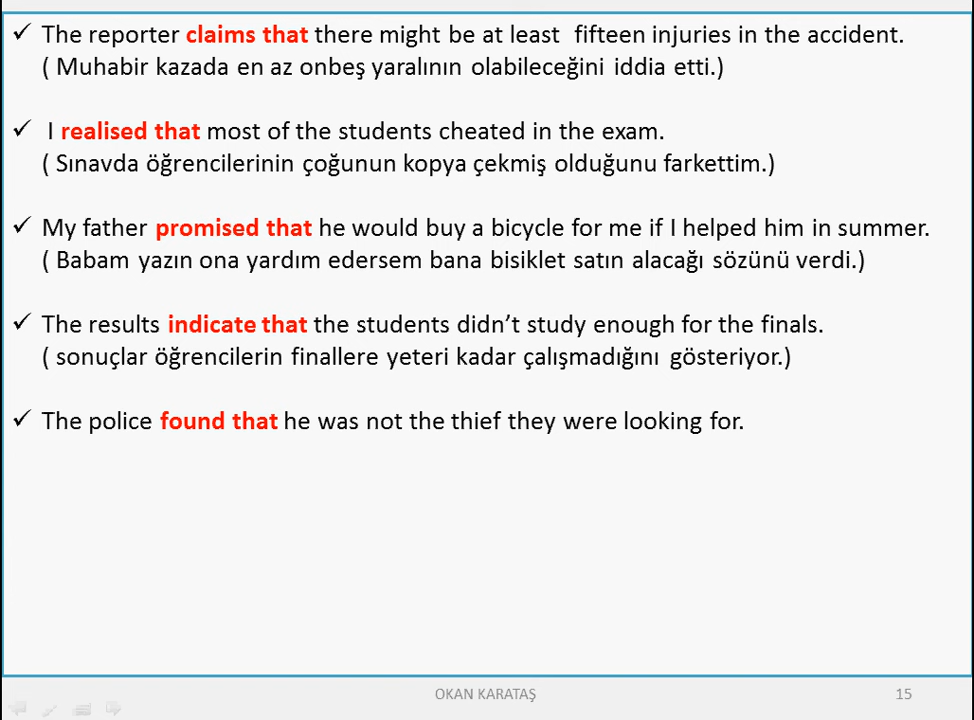 ✓ The reporter claims that there might be at least fifteen injuries in the accident.
( Muhabir kazada en az onbeş yaralının olabileceğini iddia etti.)
✓ I realised that most of the students cheated in the exam.
( Sınavda öğrencilerinin çoğunun kopya çekmiş olduğunu farkettim.)
✓ My father promised that he would buy a bicycle for me if I helped him in summer.
( Babam yazın ona yardım edersem bana bisiklet satın alacağı sözünü verdi.)
✓ The results indicate that the students didn't study enough for the finals.
( sonuçlar öğrencilerin finallere yeteri kadar çalışmadığını gösteriyor.)
✓ The police found that he was not the thief they were looking for.
OKAN KARATAŞ
15